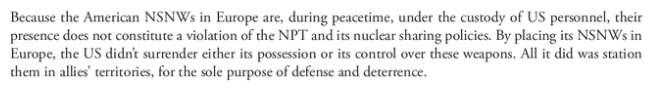 Because the American NSNWs in Europe are, during peacetime, under the custody of US personnel, their
presence does not constitute a violation of the NPT and its nuclear sharing policies. By placing its NSNWs in
Europe, the US didn't surrender either its possession or its control over these weapons. All it did was station
them in allies' territories, for the sole purpose of defense and deterrence.